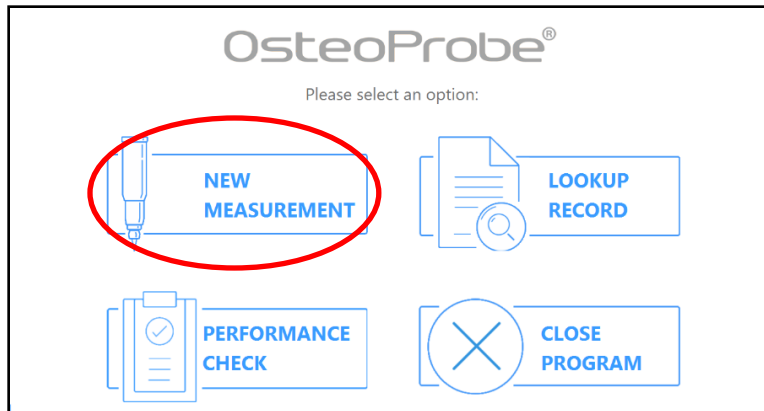 OsteoProbe®
Please select an option:
NEW
MEASUREMENT
LOOKUP
RECORD
PERFORMANCE
CHECK
CLOSE
PROGRAM